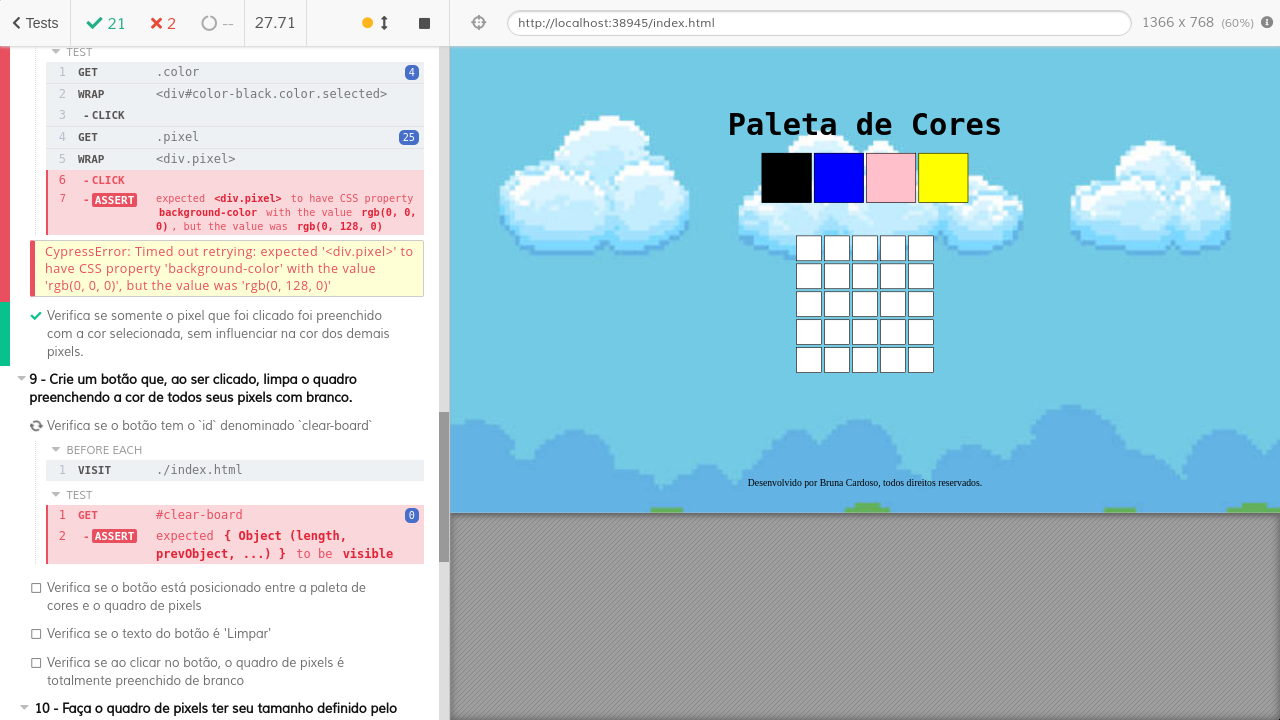 Tests 21 2 -- 27.71 http://localhost:38945/index.html 1366 x 768 (60%)
TEST
1 GET .color 4
2 WRAP <div#color-black.color.selected>
3 - CLICK
4 GET .pixel 25
5 WRAP <div.pixel>
6 - CLICK
7 - ASSERT expected <div.pixel> to have CSS property
background-color with the value rgb(0, 0,
0) , but the value was rgb(0, 128, 0)
CypressError: Timed out retrying: expected '<div.pixel>' to
have CSS property 'background-color' with the value
'rgb(0, 0, 0)', but the value was 'rgb(0, 128, 0)'
Verifica se somente o pixel que foi clicado foi preenchido
com a cor selecionada, sem influenciar na cor dos demais
pixels.
9 - Crie um botão que, ao ser clicado, limpa o quadro
preenchendo a cor de todos seus pixels com branco.
Verifica se o botão tem o `id` denominado `clear-board`
BEFORE EACH
1 VISIT ./index.html
TEST
1 GET #clear-board 0
2 - ASSERT expected { Object (length,
prevObject, ...) } to be visible
Verifica se o botão está posicionado entre a paleta de
cores e o quadro de pixels
Verifica se o texto do botão é 'Limpar'
Verifica se ao clicar no botão, o quadro de pixels é
totalmente preenchido de branco
10 - Faça o quadro de pixels ter seu tamanho definido pelo
Paleta de Cores
Desenvolvido por Bruna Cardoso, todos direitos reservados.